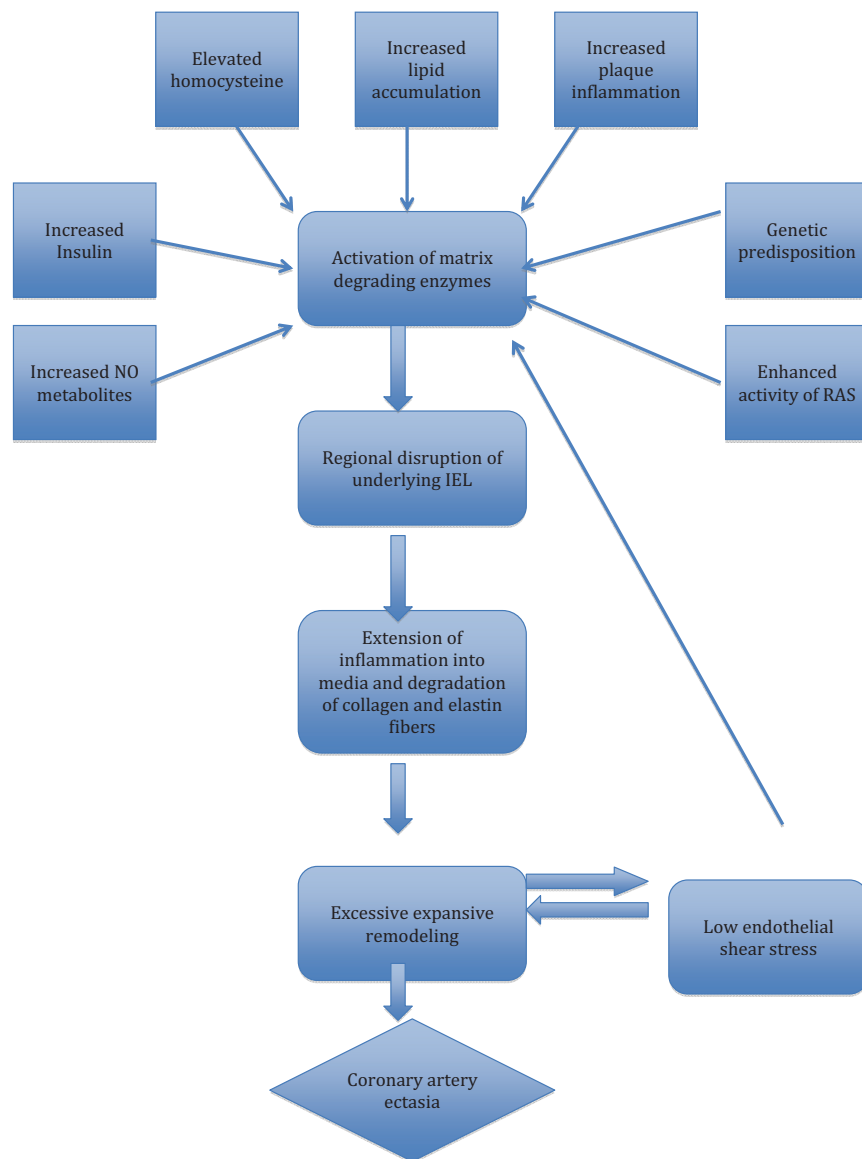 Elevated
homocysteine
Increased
lipid
accumulation
Increased
plaque
inflammation
Increased
Insulin
Activation of matrix
degrading enzymes
Genetic
predisposition
Increased NO
metabolites
Enhanced
activity of RAS
Regional disruption of
underlying IEL
Extension of
inflammation into
media and degradation
of collagen and elastin
fibers
Excessive expansive
remodeling
Low endothelial
shear stress
Coronary artery
ectasia